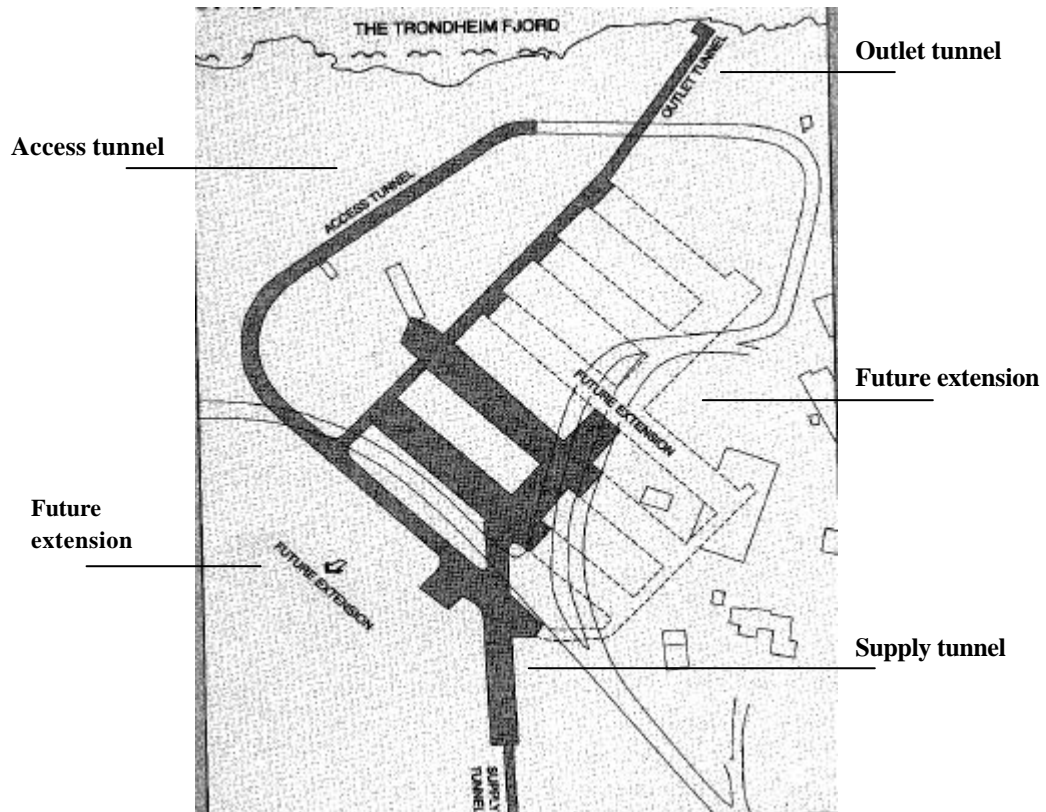 THE TRONDHEIM FJORD
Outlet tunnel
OUTLET TUNNEL
Access tunnel
ACCESS TUNNEL
Future extension
FUTURE EXTENSION
Future
extension
FUTURE EXTENSION
Supply tunnel
SUPPLY
TUNNEL